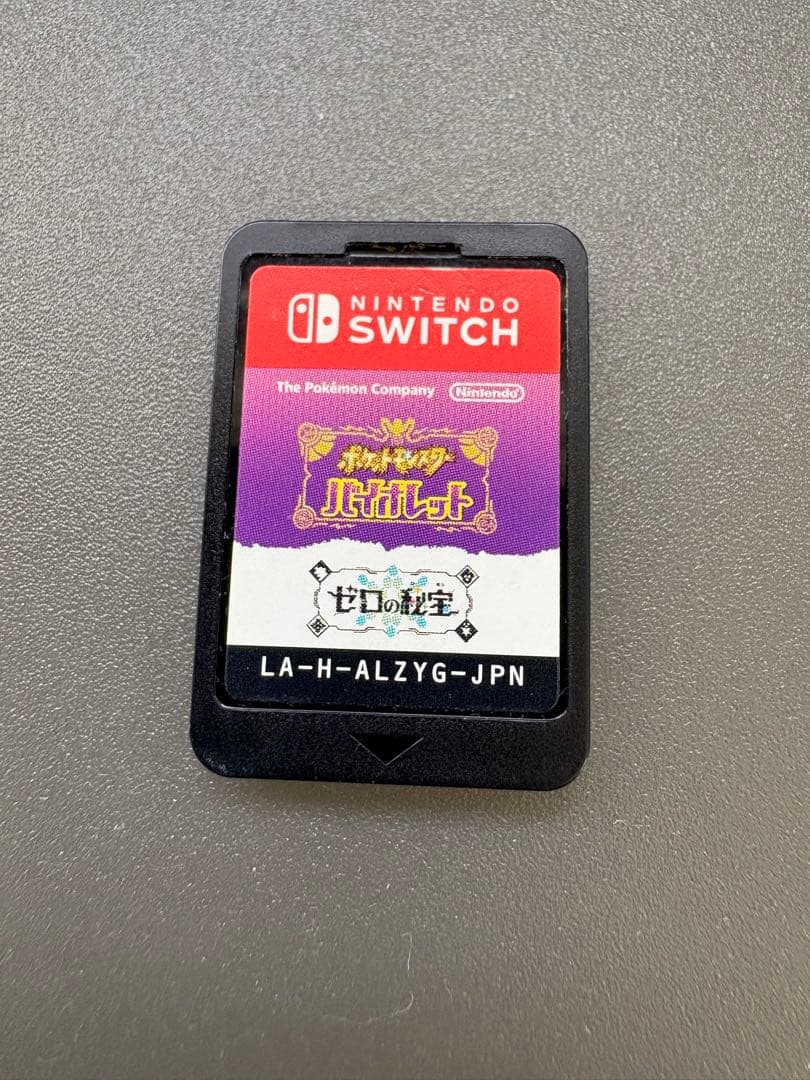 NINTENDO
SWITCH
The Pokémon Company Nintendo
ポケットモンスター
バイオレット
ゼロの秘宝
LA-H-ALZYG-JPN